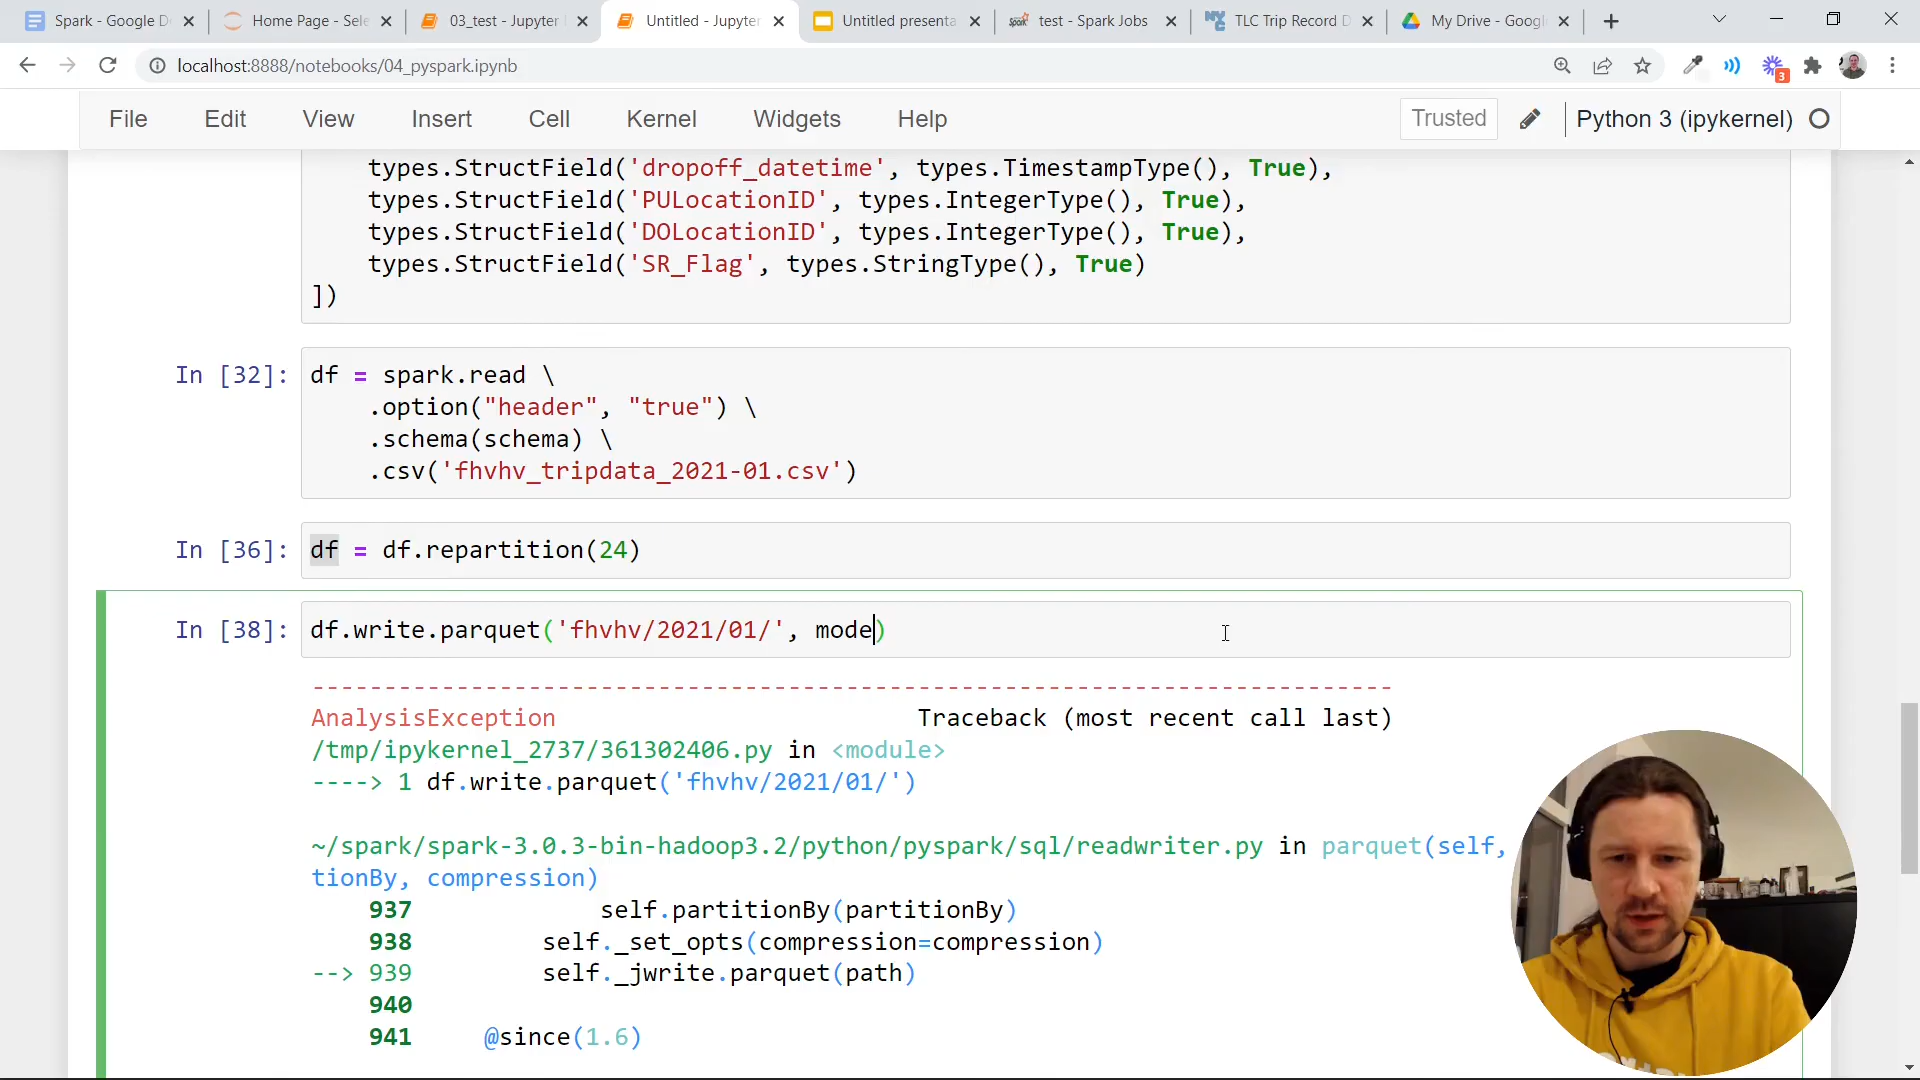 Spark - Google D
Home Page - Sele
03_test - Jupyter
Untitled - Jupyter
Untitled presenta
test - Spark Jobs
TLC Trip Record D
My Drive - Googl
localhost:8888/notebooks/04_pyspark.ipynb
3
File Edit View Insert Cell Kernel Widgets Help
Trusted
Python 3 (ipykernel)
types.StructField('dropoff_datetime', types.TimestampType(), True),
types.StructField('PULocationID', types.IntegerType(), True),
types.StructField('DOLocationID', types.IntegerType(), True),
types.StructField('SR_Flag', types.StringType(), True)
])
In [32]: df = spark.read \
.option("header", "true") \
.schema(schema) \
.csv('fhvhv_tripdata_2021-01.csv')
In [36]: df = df.repartition(24)
In [38]: df.write.parquet('fhvhv/2021/01/', mode)
---------------------------------------------------------------------------
AnalysisException Traceback (most recent call last)
/tmp/ipykernel_2737/361302406.py in <module>
----> 1 df.write.parquet('fhvhv/2021/01/')
~/spark/spark-3.0.3-bin-hadoop3.2/python/pyspark/sql/readwriter.py in parquet(self,
tionBy, compression)
937 self.partitionBy(partitionBy)
938 self._set_opts(compression=compression)
--> 939 self._jwrite.parquet(path)
940
941 @since(1.6)